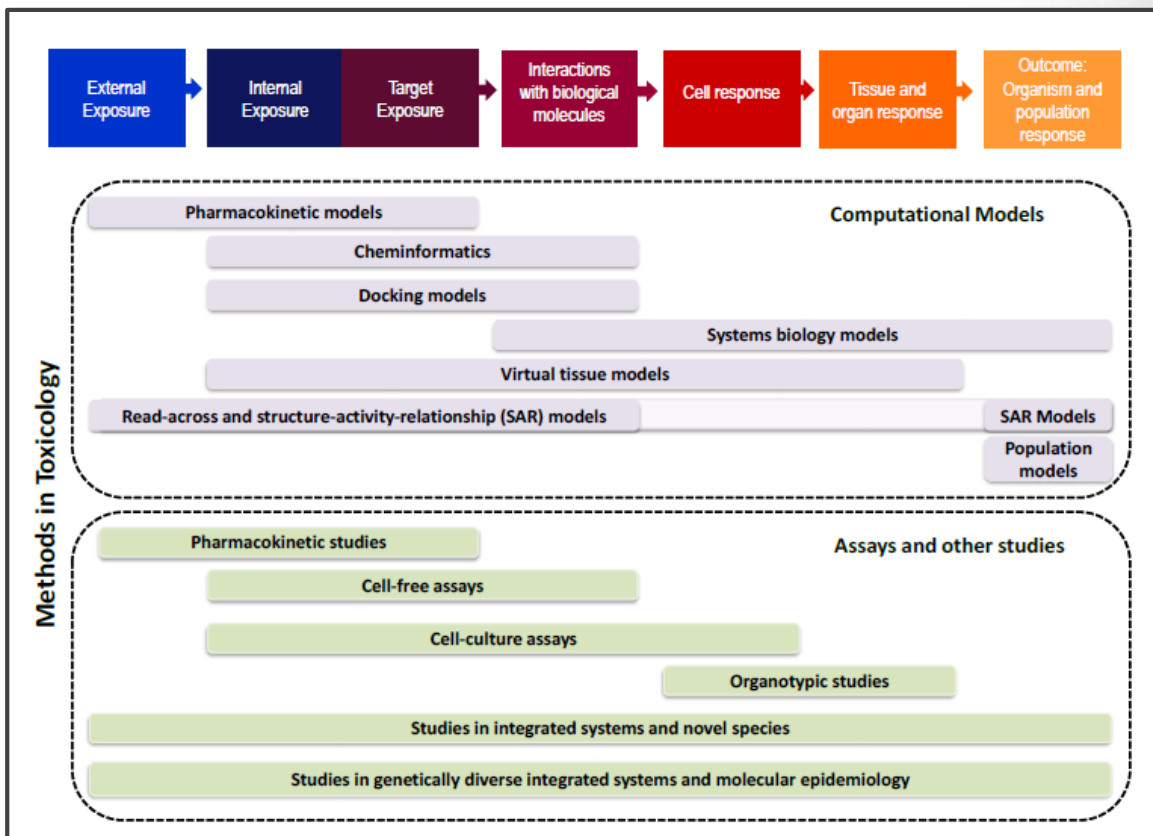 External
Exposure
Internal
Exposure
Target
Exposure
Interactions
with biological
molecules
Cell response
Tissue and
organ response
Outcome:
Organism and
population
response
Methods in Toxicology
Computational Models
Pharmacokinetic models
Cheminformatics
Docking models
Systems biology models
Virtual tissue models
Read-across and structure-activity-relationship (SAR) models
SAR Models
Population
models
Assays and other studies
Pharmacokinetic studies
Cell-free assays
Cell-culture assays
Organotypic studies
Studies in integrated systems and novel species
Studies in genetically diverse integrated systems and molecular epidemiology